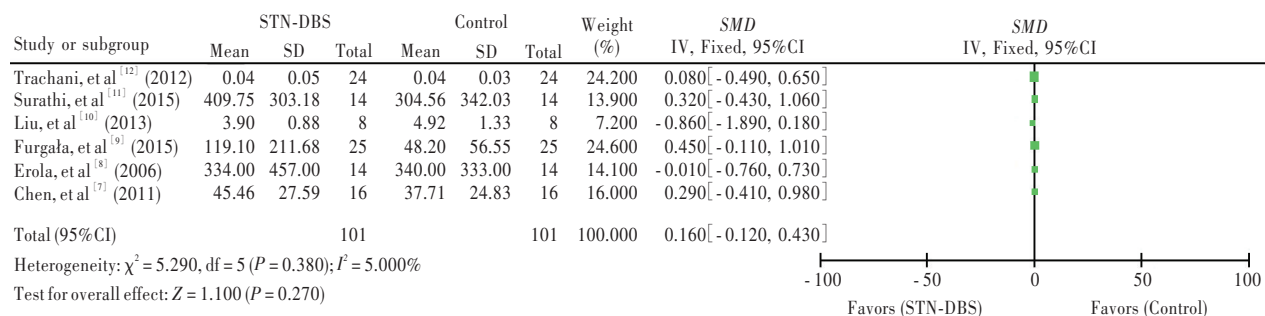 STN-DBS Control Weight SMD SMD
Study or subgroup Mean SD Total Mean SD Total (%) IV, Fixed, 95%CI IV, Fixed, 95%CI
Trachani, et al [12] (2012) 0.04 0.05 24 0.04 0.03 24 24.200 0.080[-0.490, 0.650]
Surathi, et al [11] (2015) 409.75 303.18 14 304.56 342.03 14 13.900 0.320[-0.430, 1.060]
Liu, et al [10] (2013) 3.90 0.88 8 4.92 1.33 8 7.200 -0.860[-1.890, 0.180]
Furgała, et al [9] (2015) 119.10 211.68 25 48.20 56.55 25 24.600 0.450[-0.110, 1.010]
Erola, et al [8] (2006) 334.00 457.00 14 340.00 333.00 14 14.100 -0.010[-0.760, 0.730]
Chen, et al [7] (2011) 45.46 27.59 16 37.71 24.83 16 16.000 0.290[-0.410, 0.980]
Total (95%CI) 101 101 100.000 0.160[-0.120, 0.430]
Heterogeneity: χ² = 5.290, df = 5 (P = 0.380); I² = 5.000%
Test for overall effect: Z = 1.100 (P = 0.270)
-100 -50 0 50 100
Favors (STN-DBS) Favors (Control)